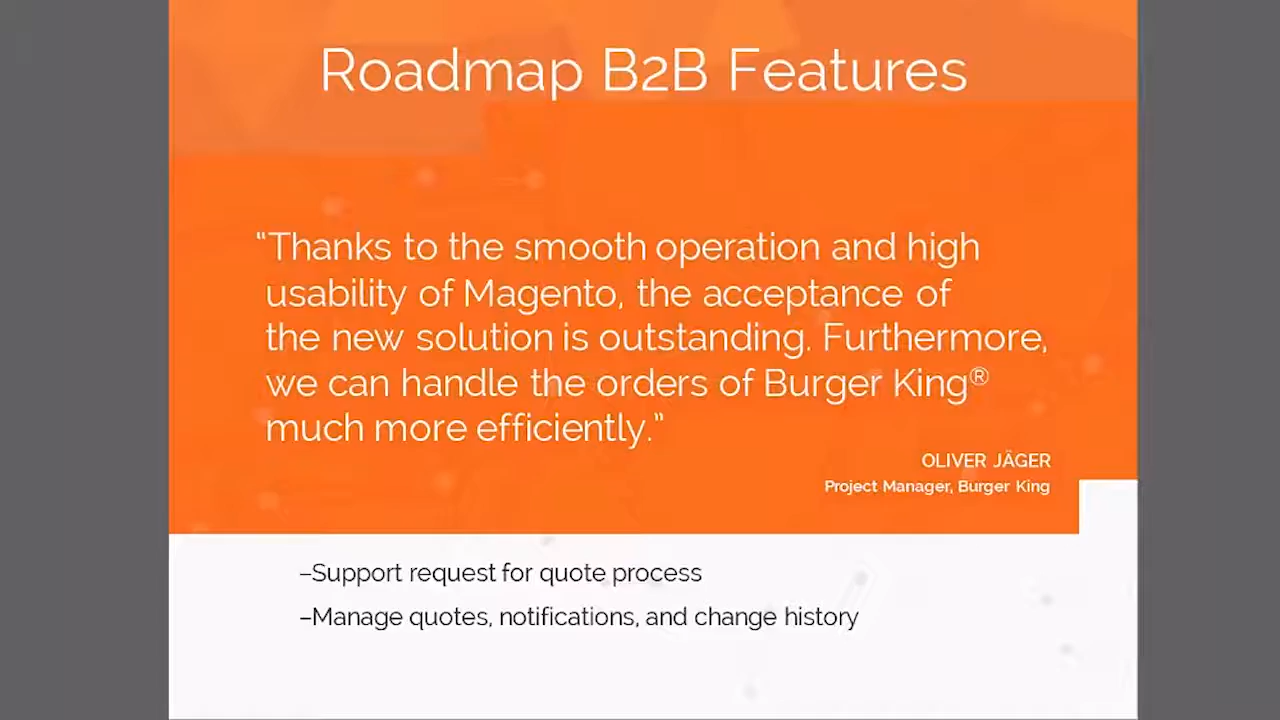 Roadmap B2B Features
“Thanks to the smooth operation and high
usability of Magento, the acceptance of
the new solution is outstanding. Furthermore,
we can handle the orders of Burger King®
much more efficiently.”
OLIVER JÄGER
Project Manager, Burger King
–Support request for quote process
–Manage quotes, notifications, and change history